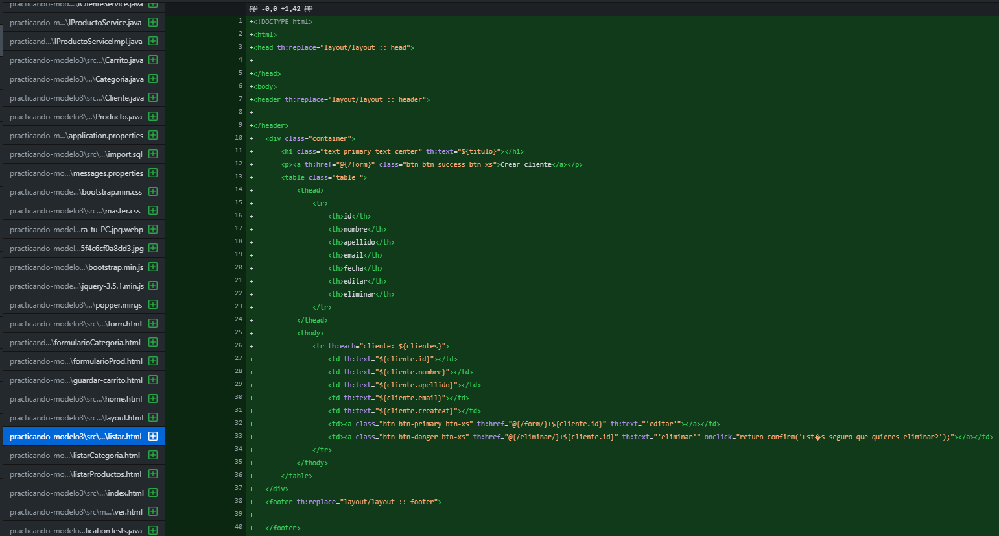 practicando-mod...\IClienteService.java
practicando-m...\IProductoService.java
practicand...\IProductoServiceImpl.java
practicando-modelo3\src...\Carrito.java
practicando-modelo3\...\Categoria.java
practicando-modelo3\src...\Cliente.java
practicando-modelo3\...\Producto.java
practicando-m...\application.properties
practicando-modelo3\src\...\import.sql
practicando-mo...\messages.properties
practicando-mode...\bootstrap.min.css
practicando-modelo3\src...\master.css
practicando-model...ra-tu-PC.jpg.webp
practicando-model...5f4c6cf0a8dd3.jpg
practicando-modelo...\bootstrap.min.js
practicando-mode...\jquery-3.5.1.min.js
practicando-modelo3\...\popper.min.js
practicando-modelo3\src\...\form.html
practicand...\formularioCategoria.html
practicando-mo...\formularioProd.html
practicando-mo...\guardar-carrito.html
practicando-modelo3\src...\home.html
practicando-modelo3\src...\layout.html
practicando-modelo3\src\...\listar.html
practicando-mo...\listarCategoria.html
practicando-mo...\listarProductos.html
practicando-modelo3\src\...\index.html
practicando-modelo3\src\m...\ver.html
practicando-modelo...licationTests.java
@@ -0,0 +1,42 @@
1 +<!DOCTYPE html>
2 +<html>
3 +<head th:replace="layout/layout :: head">
4 +
5 +</head>
6 +<body>
7 +<header th:replace="layout/layout :: header">
8 +
9 +</header>
10 + <div class="container">
11 + <h1 class="text-primary text-center" th:text="${titulo}"></h1>
12 + <p><a th:href="@{/form}" class="btn btn-success btn-xs">Crear cliente</a></p>
13 + <table class="table ">
14 + <thead>
15 + <tr>
16 + <th>id</th>
17 + <th>nombre</th>
18 + <th>apellido</th>
19 + <th>email</th>
20 + <th>fecha</th>
21 + <th>editar</th>
22 + <th>eliminar</th>
23 + </tr>
24 + </thead>
25 + <tbody>
26 + <tr th:each="cliente: ${clientes}">
27 + <td th:text="${cliente.id}"></td>
28 + <td th:text="${cliente.nombre}"></td>
29 + <td th:text="${cliente.apellido}"></td>
30 + <td th:text="${cliente.email}"></td>
31 + <td th:text="${cliente.createAt}"></td>
32 + <td><a class="btn btn-primary btn-xs" th:href="@{/form/}+${cliente.id}" th:text="'editar'"></a></td>
33 + <td><a class="btn btn-danger btn-xs" th:href="@{/eliminar/}+${cliente.id}" th:text="'eliminar'" onclick="return confirm('Est�s seguro que quieres eliminar?');"></a></td>
34 + </tr>
35 + </tbody>
36 + </table>
37 + </div>
38 + <footer th:replace="layout/layout :: footer">
39 +
40 + </footer>